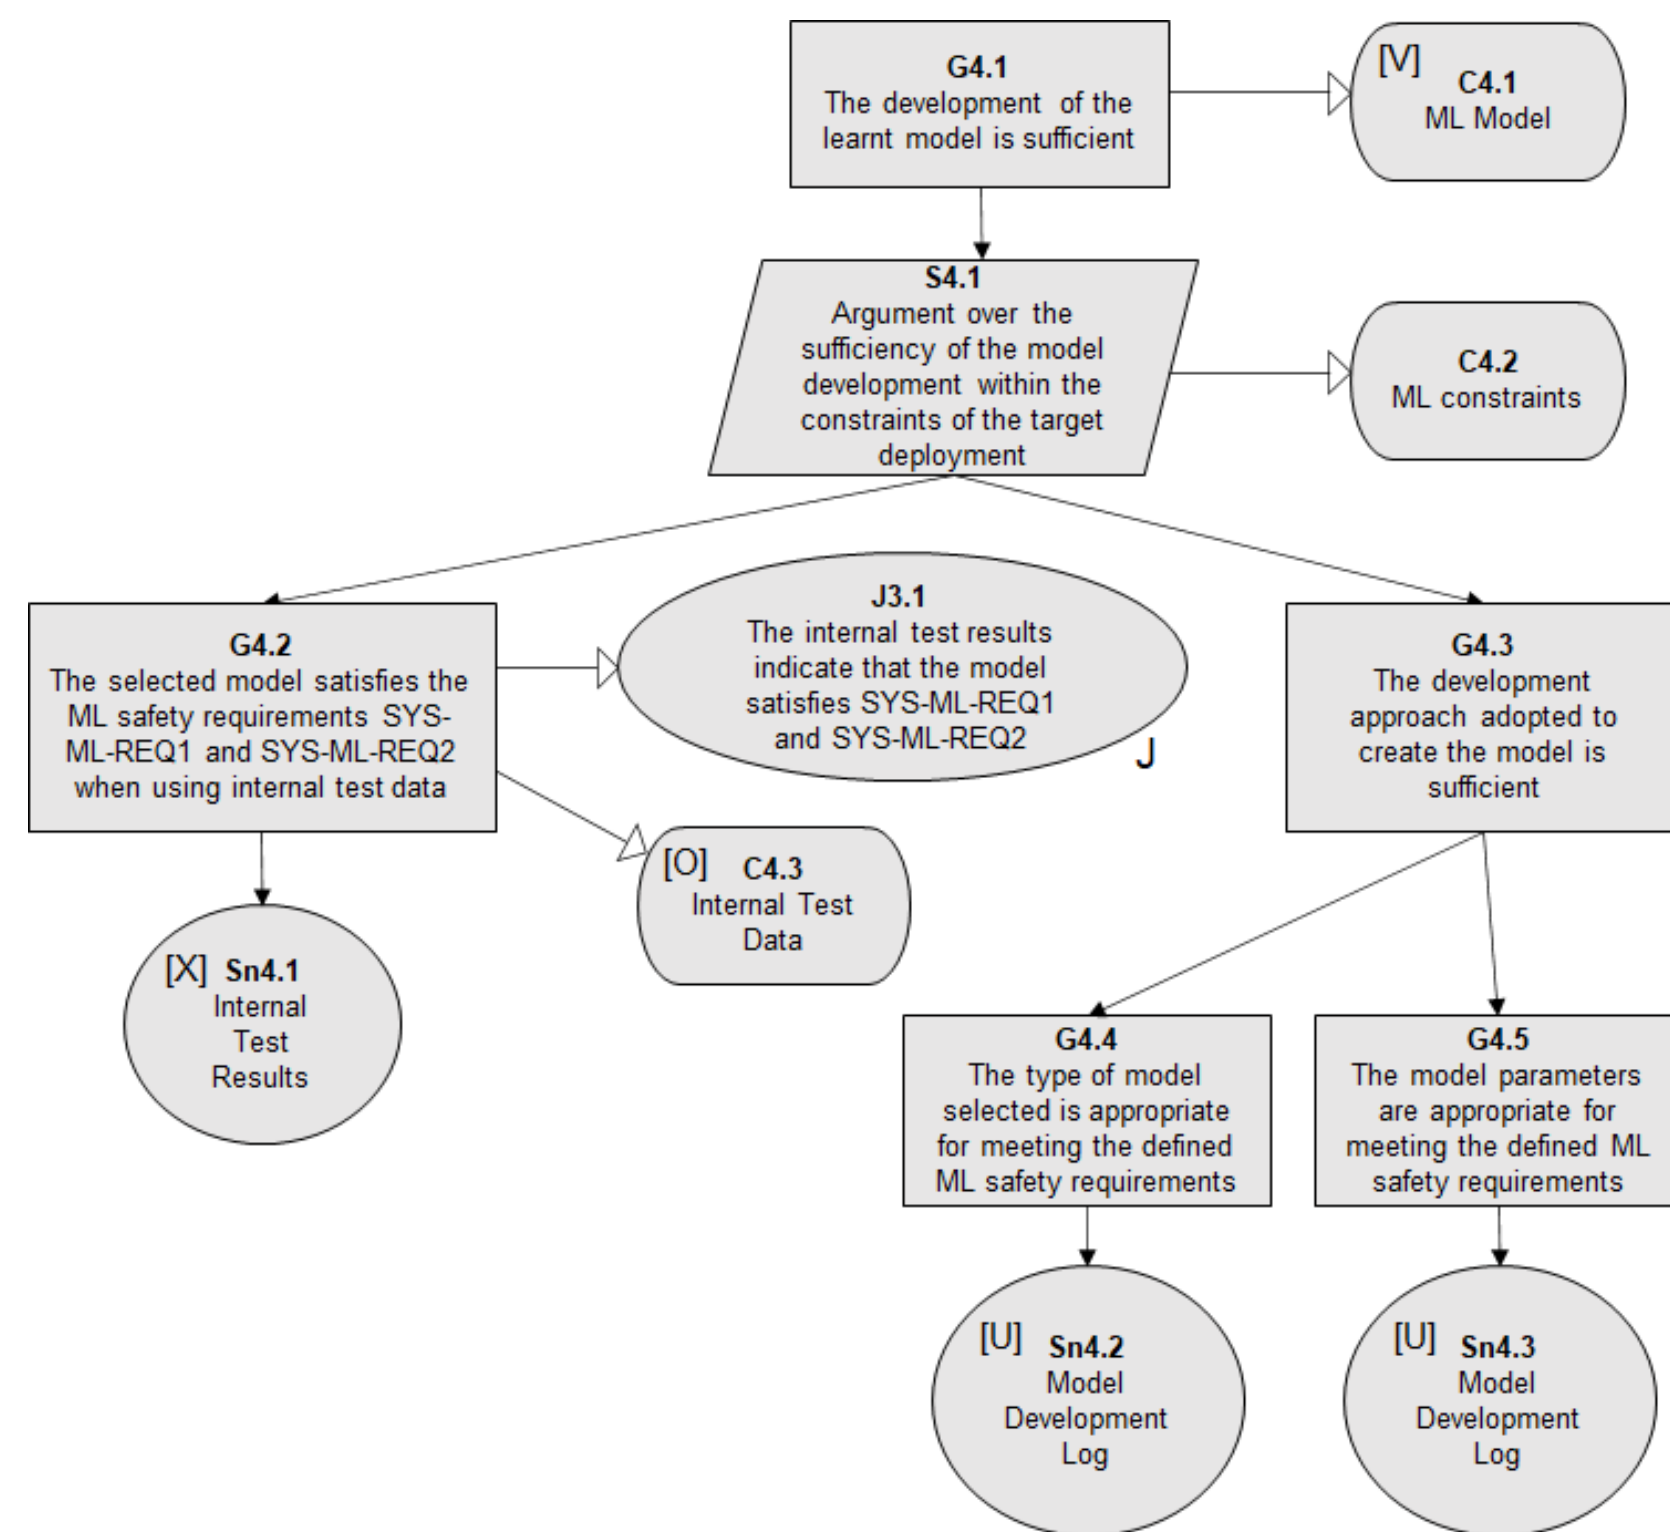 G4.1
The development of the
learnt model is sufficient
[V]
C4.1
ML Model
S4.1
Argument over the
sufficiency of the model
development within the
constraints of the target
deployment
C4.2
ML constraints
G4.2
The selected model satisfies the
ML safety requirements SYS-
ML-REQ1 and SYS-ML-REQ2
when using internal test data
J3.1
The internal test results
indicate that the model
satisfies SYS-ML-REQ1
and SYS-ML-REQ2
J
G4.3
The development
approach adopted to
create the model is
sufficient
[O] C4.3
Internal Test
Data
[X] Sn4.1
Internal
Test
Results
G4.4
The type of model
selected is appropriate
for meeting the defined
ML safety requirements
G4.5
The model parameters
are appropriate for
meeting the defined ML
safety requirements
[U] Sn4.2
Model
Development
Log
[U] Sn4.3
Model
Development
Log